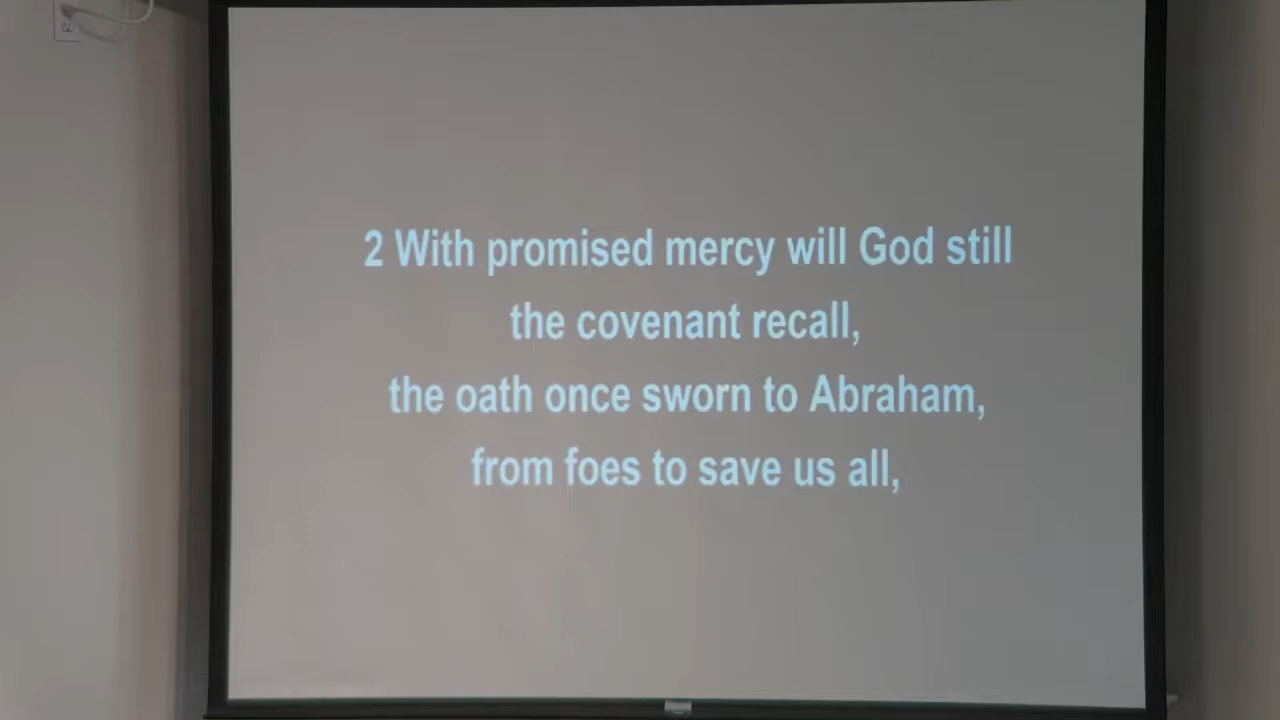 2 With promised mercy will God still
the covenant recall,
the oath once sworn to Abraham,
from foes to save us all,